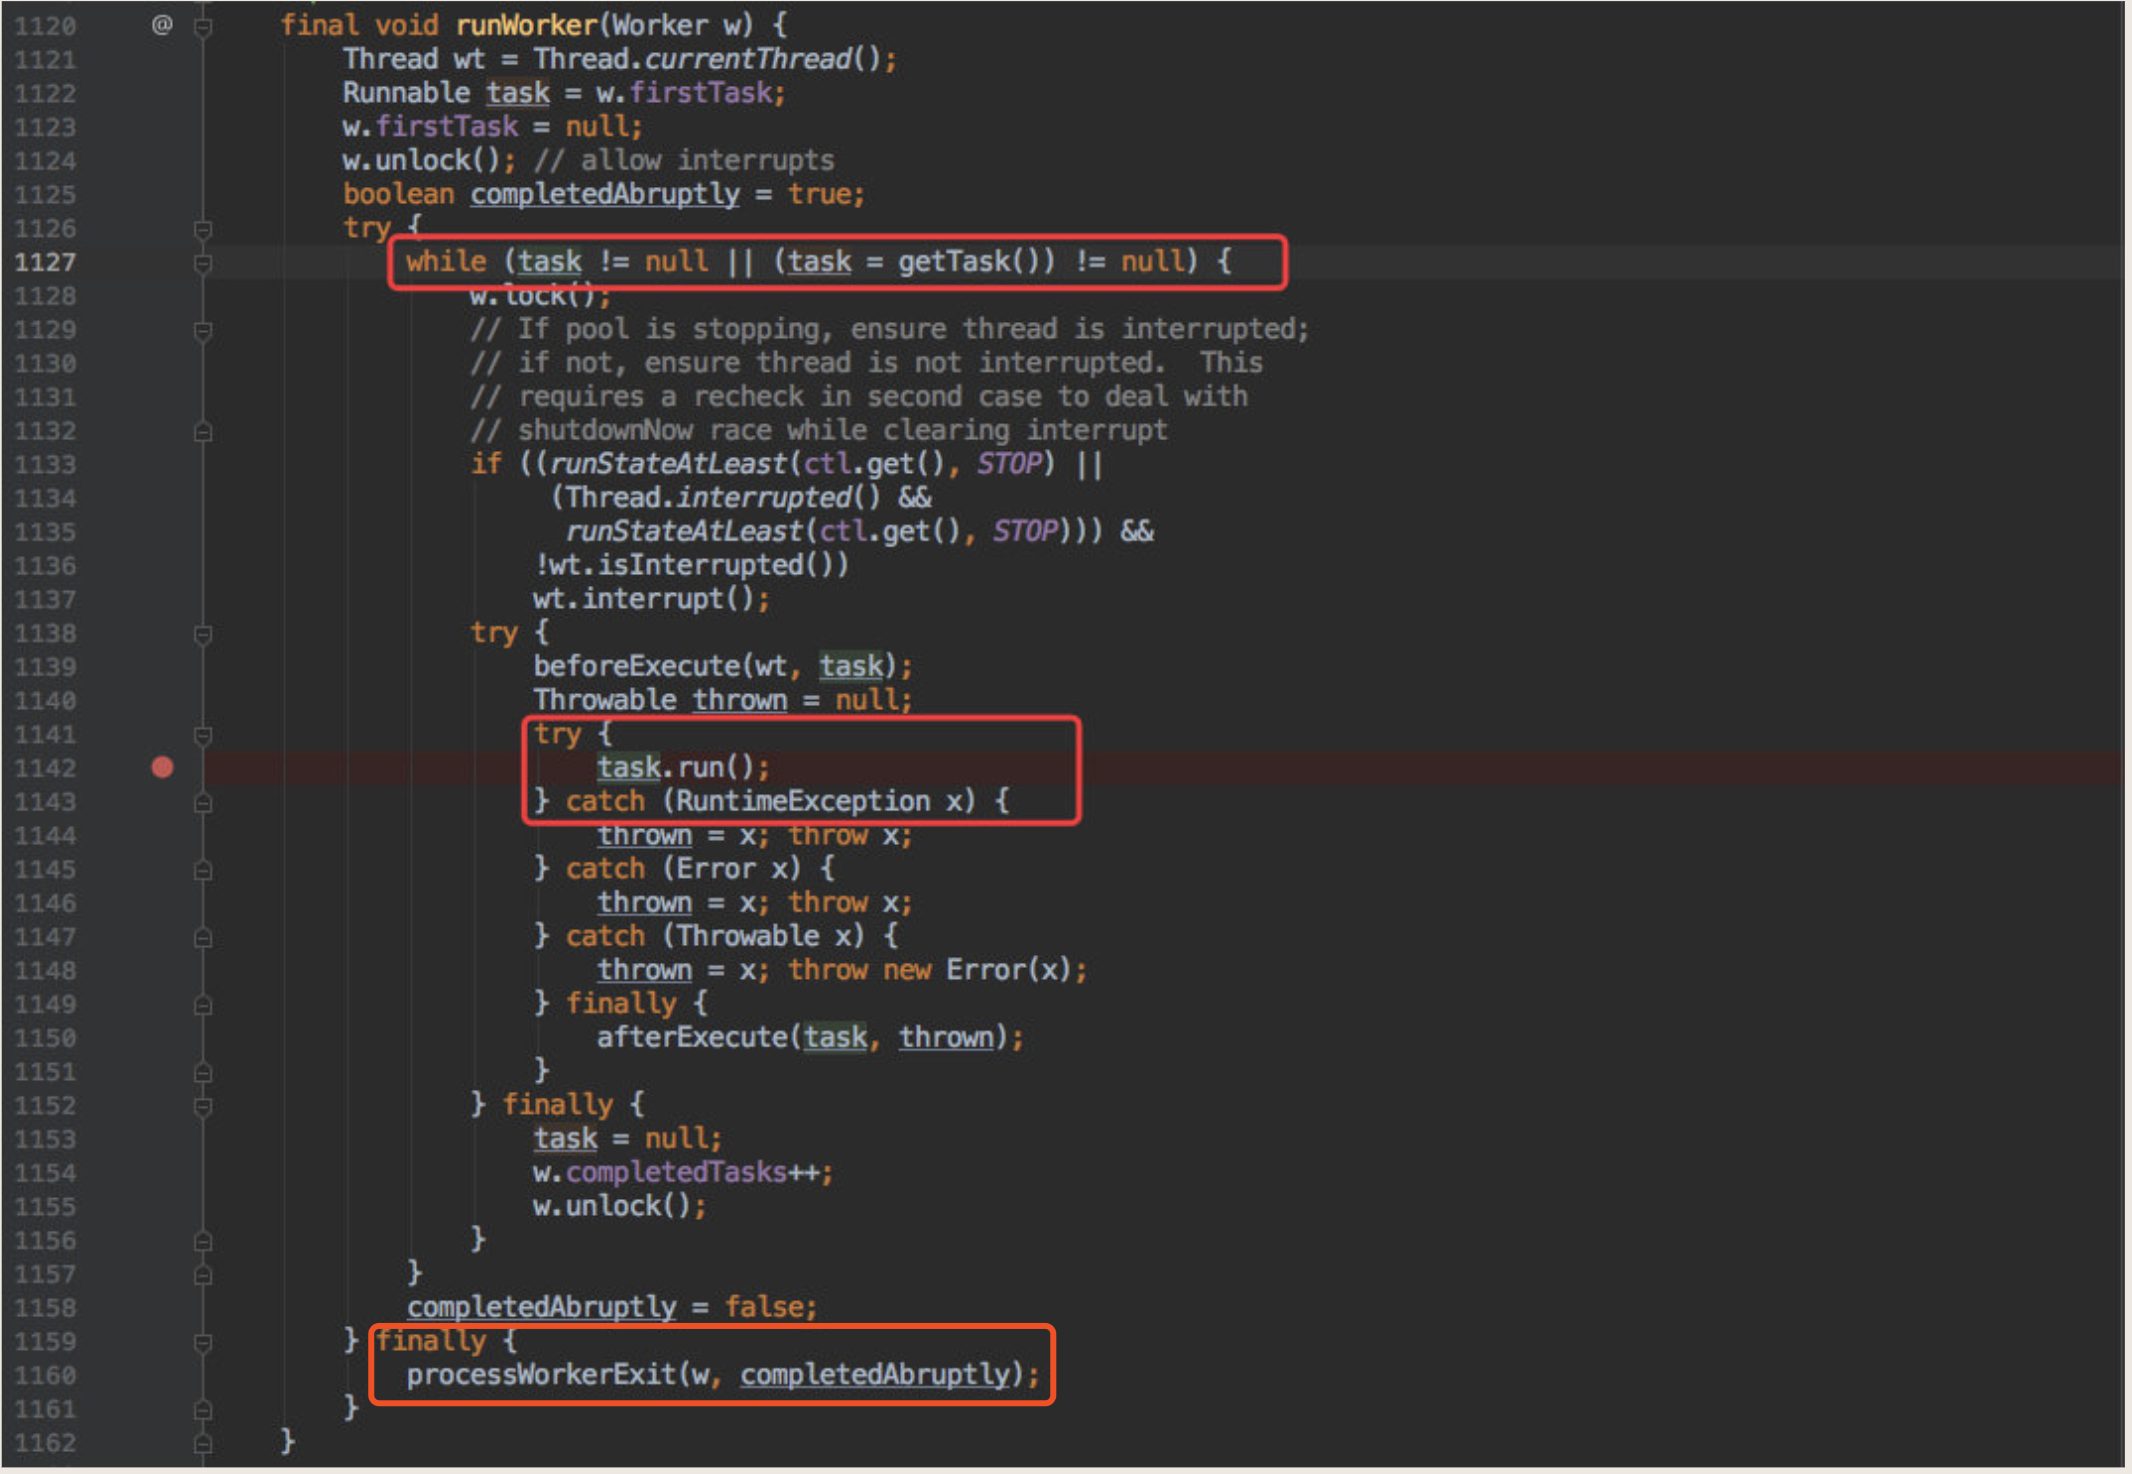 1120 @ final void runWorker(Worker w) {
1121 Thread wt = Thread.currentThread();
1122 Runnable task = w.firstTask;
1123 w.firstTask = null;
1124 w.unlock(); // allow interrupts
1125 boolean completedAbruptly = true;
1126 try {
1127 while (task != null || (task = getTask()) != null) {
1128 w.lock();
1129 // If pool is stopping, ensure thread is interrupted;
1130 // if not, ensure thread is not interrupted.  This
1131 // requires a recheck in second case to deal with
1132 // shutdownNow race while clearing interrupt
1133 if ((runStateAtLeast(ctl.get(), STOP) ||
1134 (Thread.interrupted() &&
1135 runStateAtLeast(ctl.get(), STOP))) &&
1136 !wt.isInterrupted())
1137 wt.interrupt();
1138 try {
1139 beforeExecute(wt, task);
1140 Throwable thrown = null;
1141 try {
1142 task.run();
1143 } catch (RuntimeException x) {
1144 thrown = x; throw x;
1145 } catch (Error x) {
1146 thrown = x; throw x;
1147 } catch (Throwable x) {
1148 thrown = x; throw new Error(x);
1149 } finally {
1150 afterExecute(task, thrown);
1151 }
1152 } finally {
1153 task = null;
1154 w.completedTasks++;
1155 w.unlock();
1156 }
1157 }
1158 completedAbruptly = false;
1159 } finally {
1160 processWorkerExit(w, completedAbruptly);
1161 }
1162 }